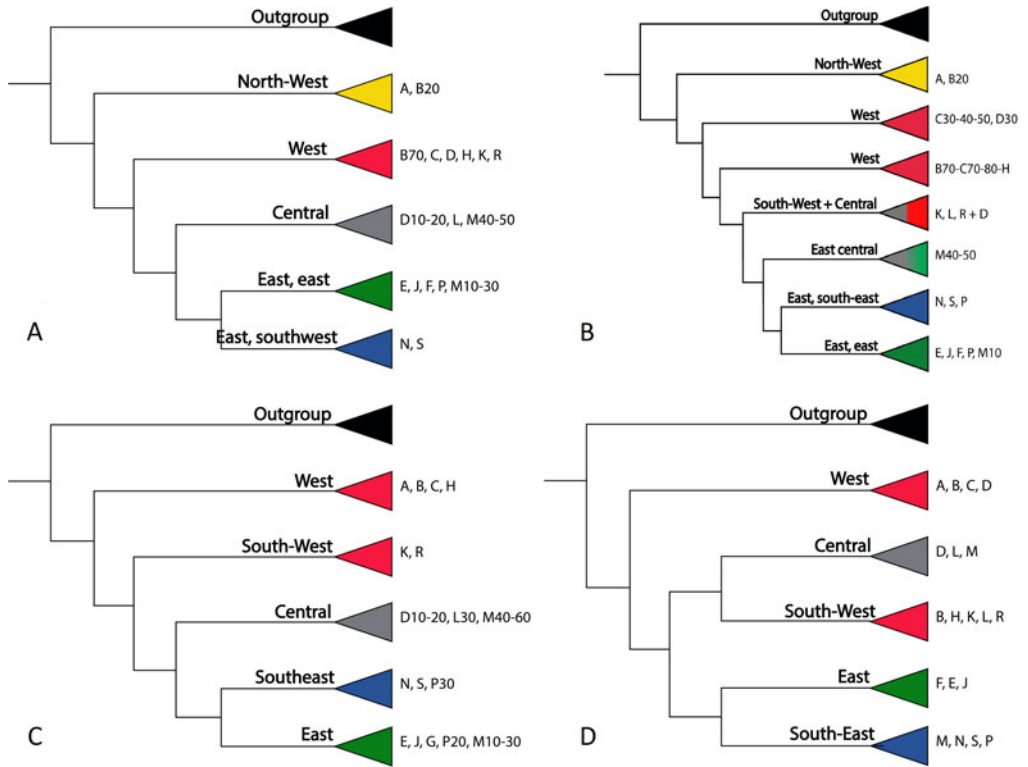 Outgroup
North-West
A, B20
West
B70, C, D, H, K, R
Central
D10-20, L, M40-50
East, east
E, J, F, P, M10-30
East, southwest
N, S
A
Outgroup
North-West
A, B20
West
C30-40-50, D30
West
B70-C70-80-H
South-West + Central
K, L, R + D
East central
M40-50
East, south-east
N, S, P
East, east
E, J, F, P, M10
B
Outgroup
West
A, B, C, H
South-West
K, R
Central
D10-20, L30, M40-60
Southeast
N, S, P30
East
E, J, G, P20, M10-30
C
Outgroup
West
A, B, C, D
Central
D, L, M
South-West
B, H, K, L, R
East
F, E, J
South-East
M, N, S, P
D